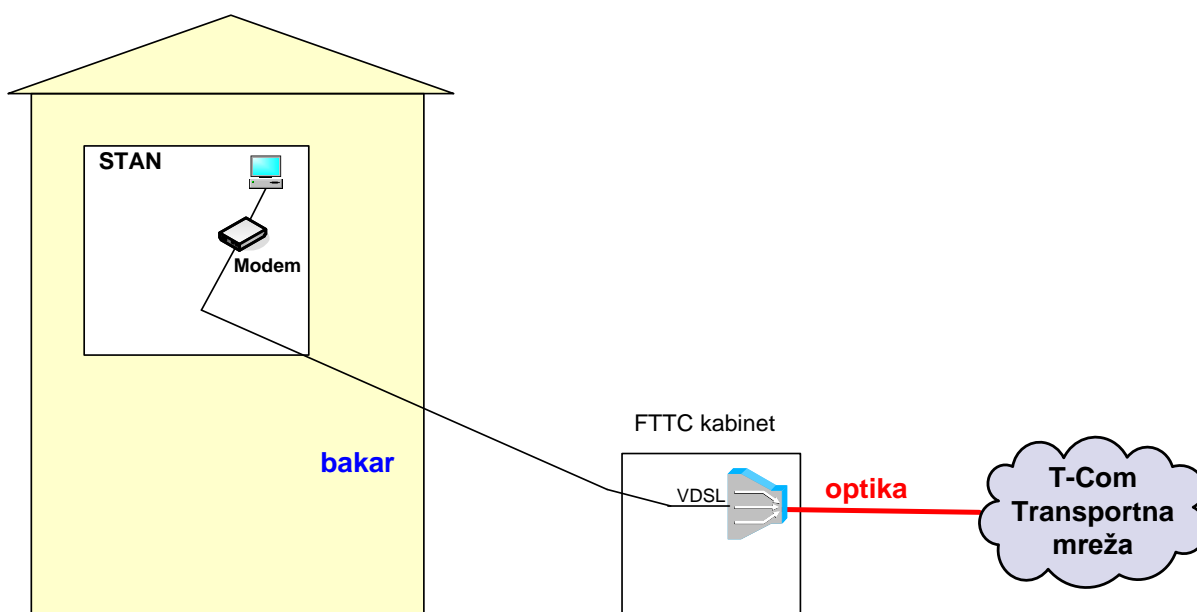 STAN
Modem
FTTC kabinet
bakar
VDSL
optika
T-Com
Transportna
mreža